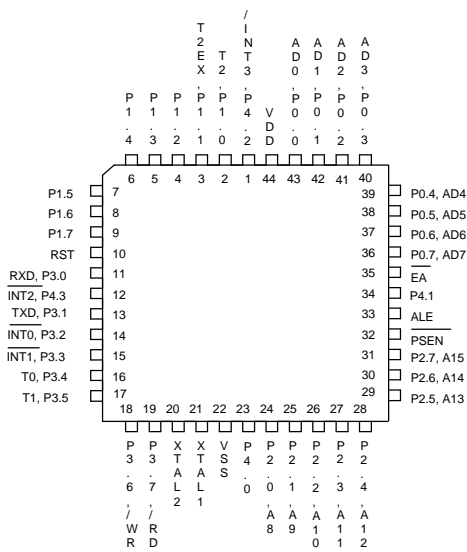 P1.4
P1.3
P1.2
T2EX,P1.1
T2,P1.0
/INT3,P4.2
VDD
AD0,P0.0
AD1,P0.1
AD2,P0.2
AD3,P0.3
6 5 4 3 2 1 44 43 42 41 40
P1.5 7
P1.6 8
P1.7 9
RST 10
RXD, P3.0 11
INT2, P4.3 12
TXD, P3.1 13
INT0, P3.2 14
INT1, P3.3 15
T0, P3.4 16
T1, P3.5 17
39 P0.4, AD4
38 P0.5, AD5
37 P0.6, AD6
36 P0.7, AD7
35 EA
34 P4.1
33 ALE
32 PSEN
31 P2.7, A15
30 P2.6, A14
29 P2.5, A13
18 19 20 21 22 23 24 25 26 27 28
P3.6,/WR
P3.7,/RD
XTAL2
XTAL1
VSS
P4.0
P2.0,A8
P2.1,A9
P2.2,A10
P2.3,A11
P2.4,A12